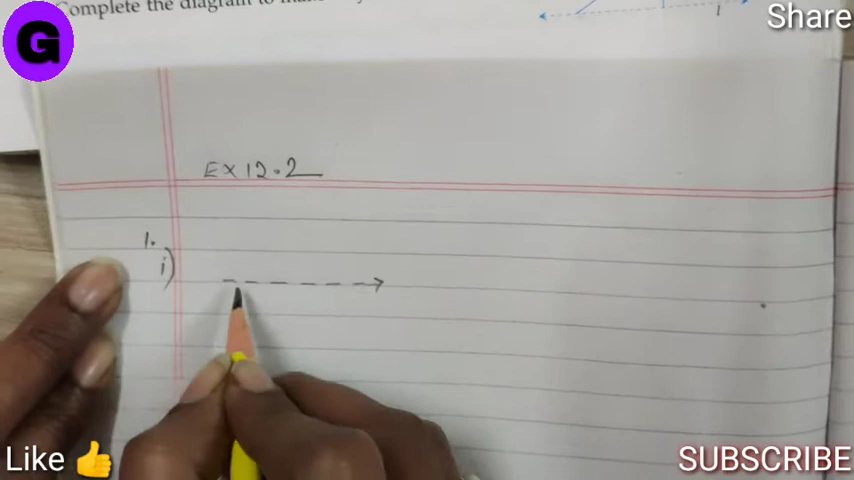 Complete the diagram to
G
Share
Ex 12.2
1.
i)
Like
SUBSCRIBE